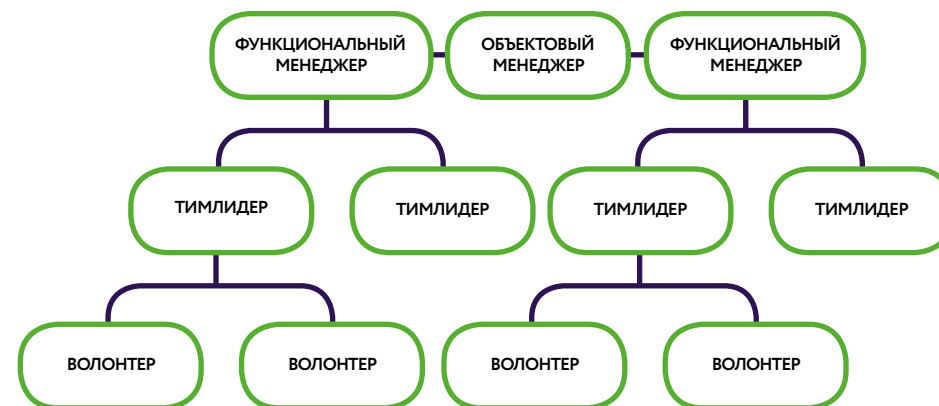 ФУНКЦИОНАЛЬНЫЙ
МЕНЕДЖЕР
ОБЪЕКТОВЫЙ
МЕНЕДЖЕР
ФУНКЦИОНАЛЬНЫЙ
МЕНЕДЖЕР
ТИМЛИДЕР
ТИМЛИДЕР
ТИМЛИДЕР
ТИМЛИДЕР
ВОЛОНТЕР
ВОЛОНТЕР
ВОЛОНТЕР
ВОЛОНТЕР